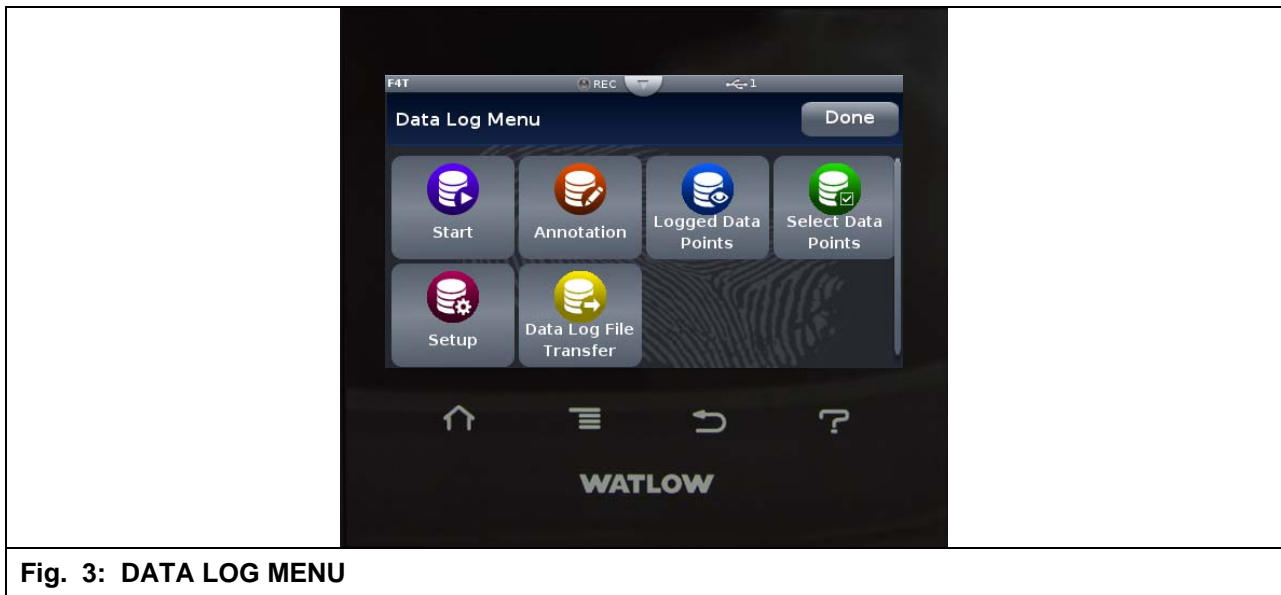 F4T REC 1
Data Log Menu Done
Start
Annotation
Logged Data
Points
Select Data
Points
Setup
Data Log File
Transfer
WATLOW
Fig. 3: DATA LOG MENU